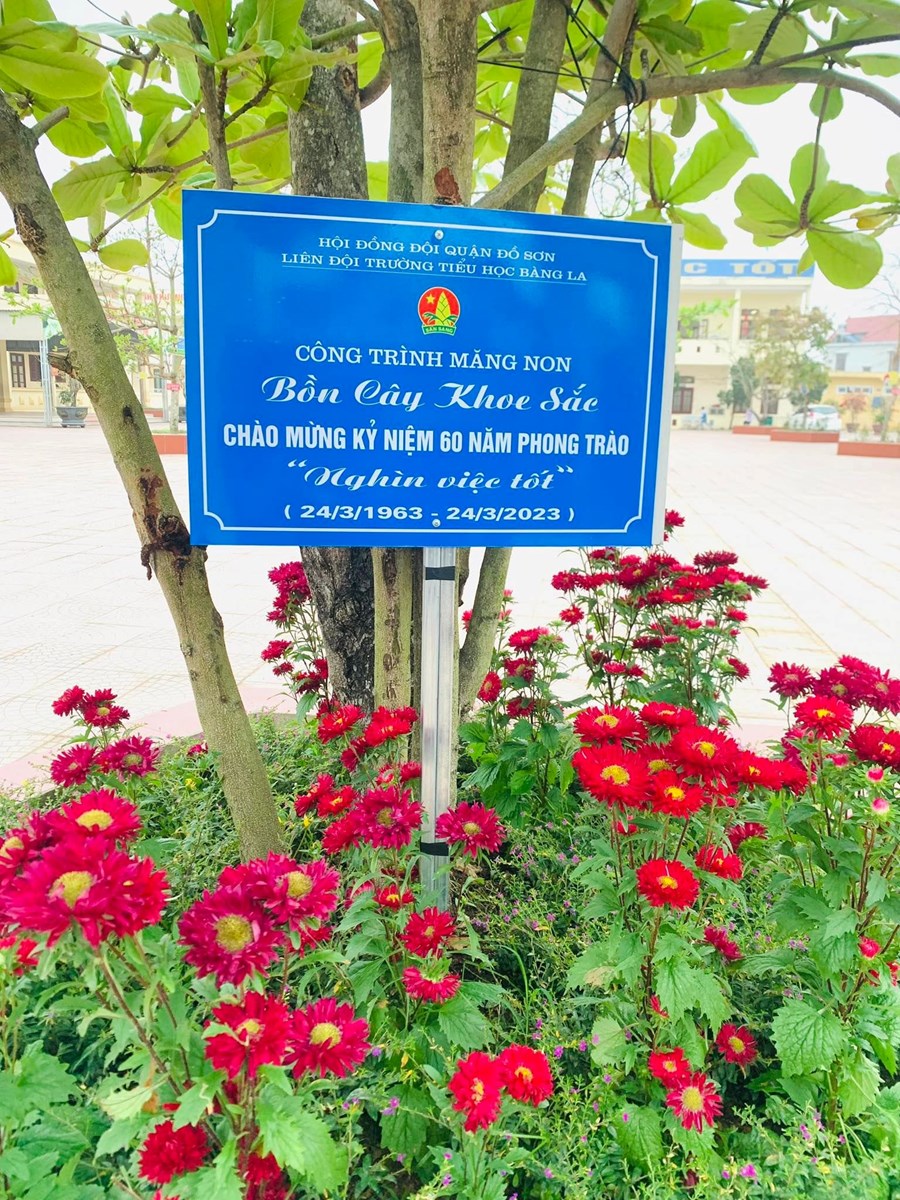 HỘI ĐỒNG ĐỘI QUẬN ĐỒ SƠN
LIÊN ĐỘI TRƯỜNG TIỂU HỌC BÀNG LA
SẴN SÀNG
CÔNG TRÌNH MĂNG NON
Bồn Cây Khoe Sắc
CHÀO MỪNG KỶ NIỆM 60 NĂM PHONG TRÀO
“Nghìn việc tốt”
( 24/3/1963 - 24/3/2023 )
C TỐT